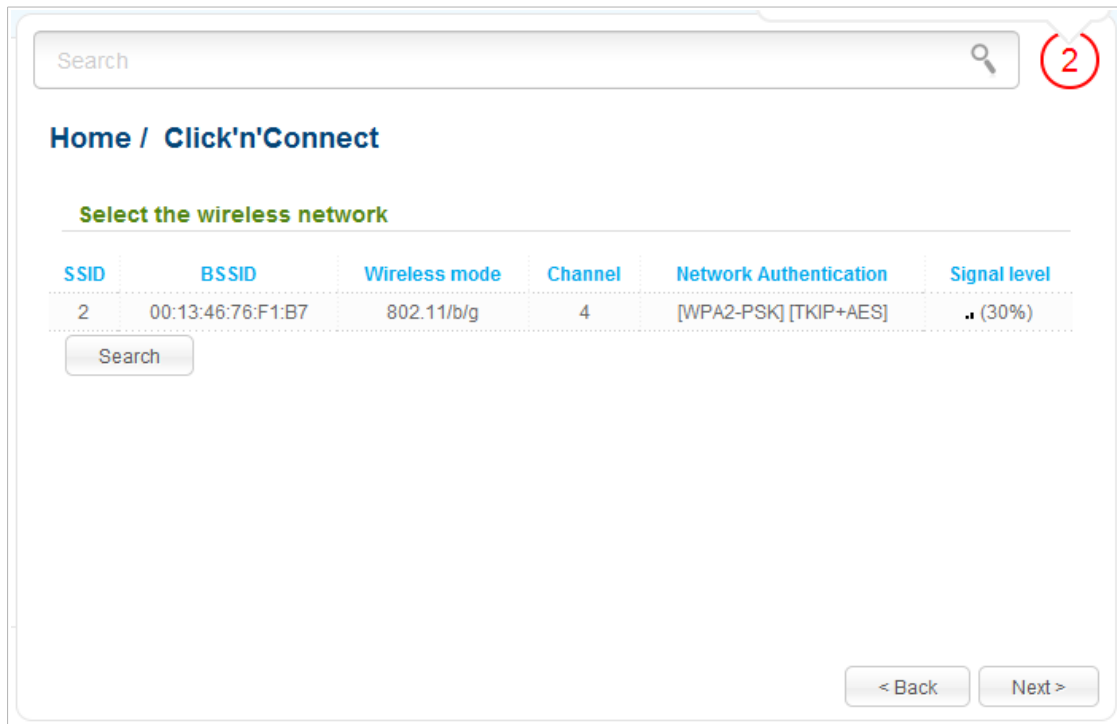 Search 2
Home / Click'n'Connect
Select the wireless network
SSID BSSID Wireless mode Channel Network Authentication Signal level
2 00:13:46:76:F1:B7 802.11/b/g 4 [WPA2-PSK] [TKIP+AES] (30%)
Search
< Back Next >